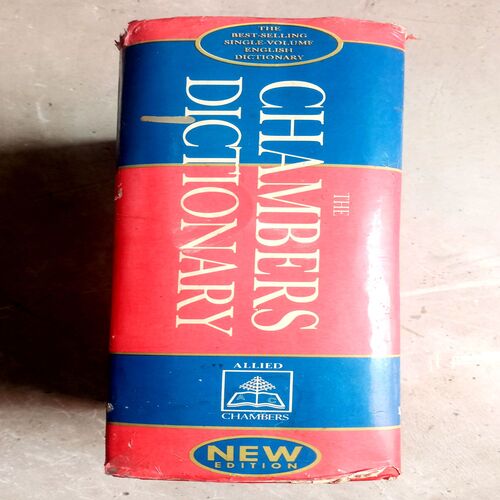 THE
BEST-SELLING
SINGLE-VOLUME
ENGLISH
DICTIONARY
THE
CHAMBERS
DICTIONARY
ALLIED
CHAMBERS
NEW
EDITION